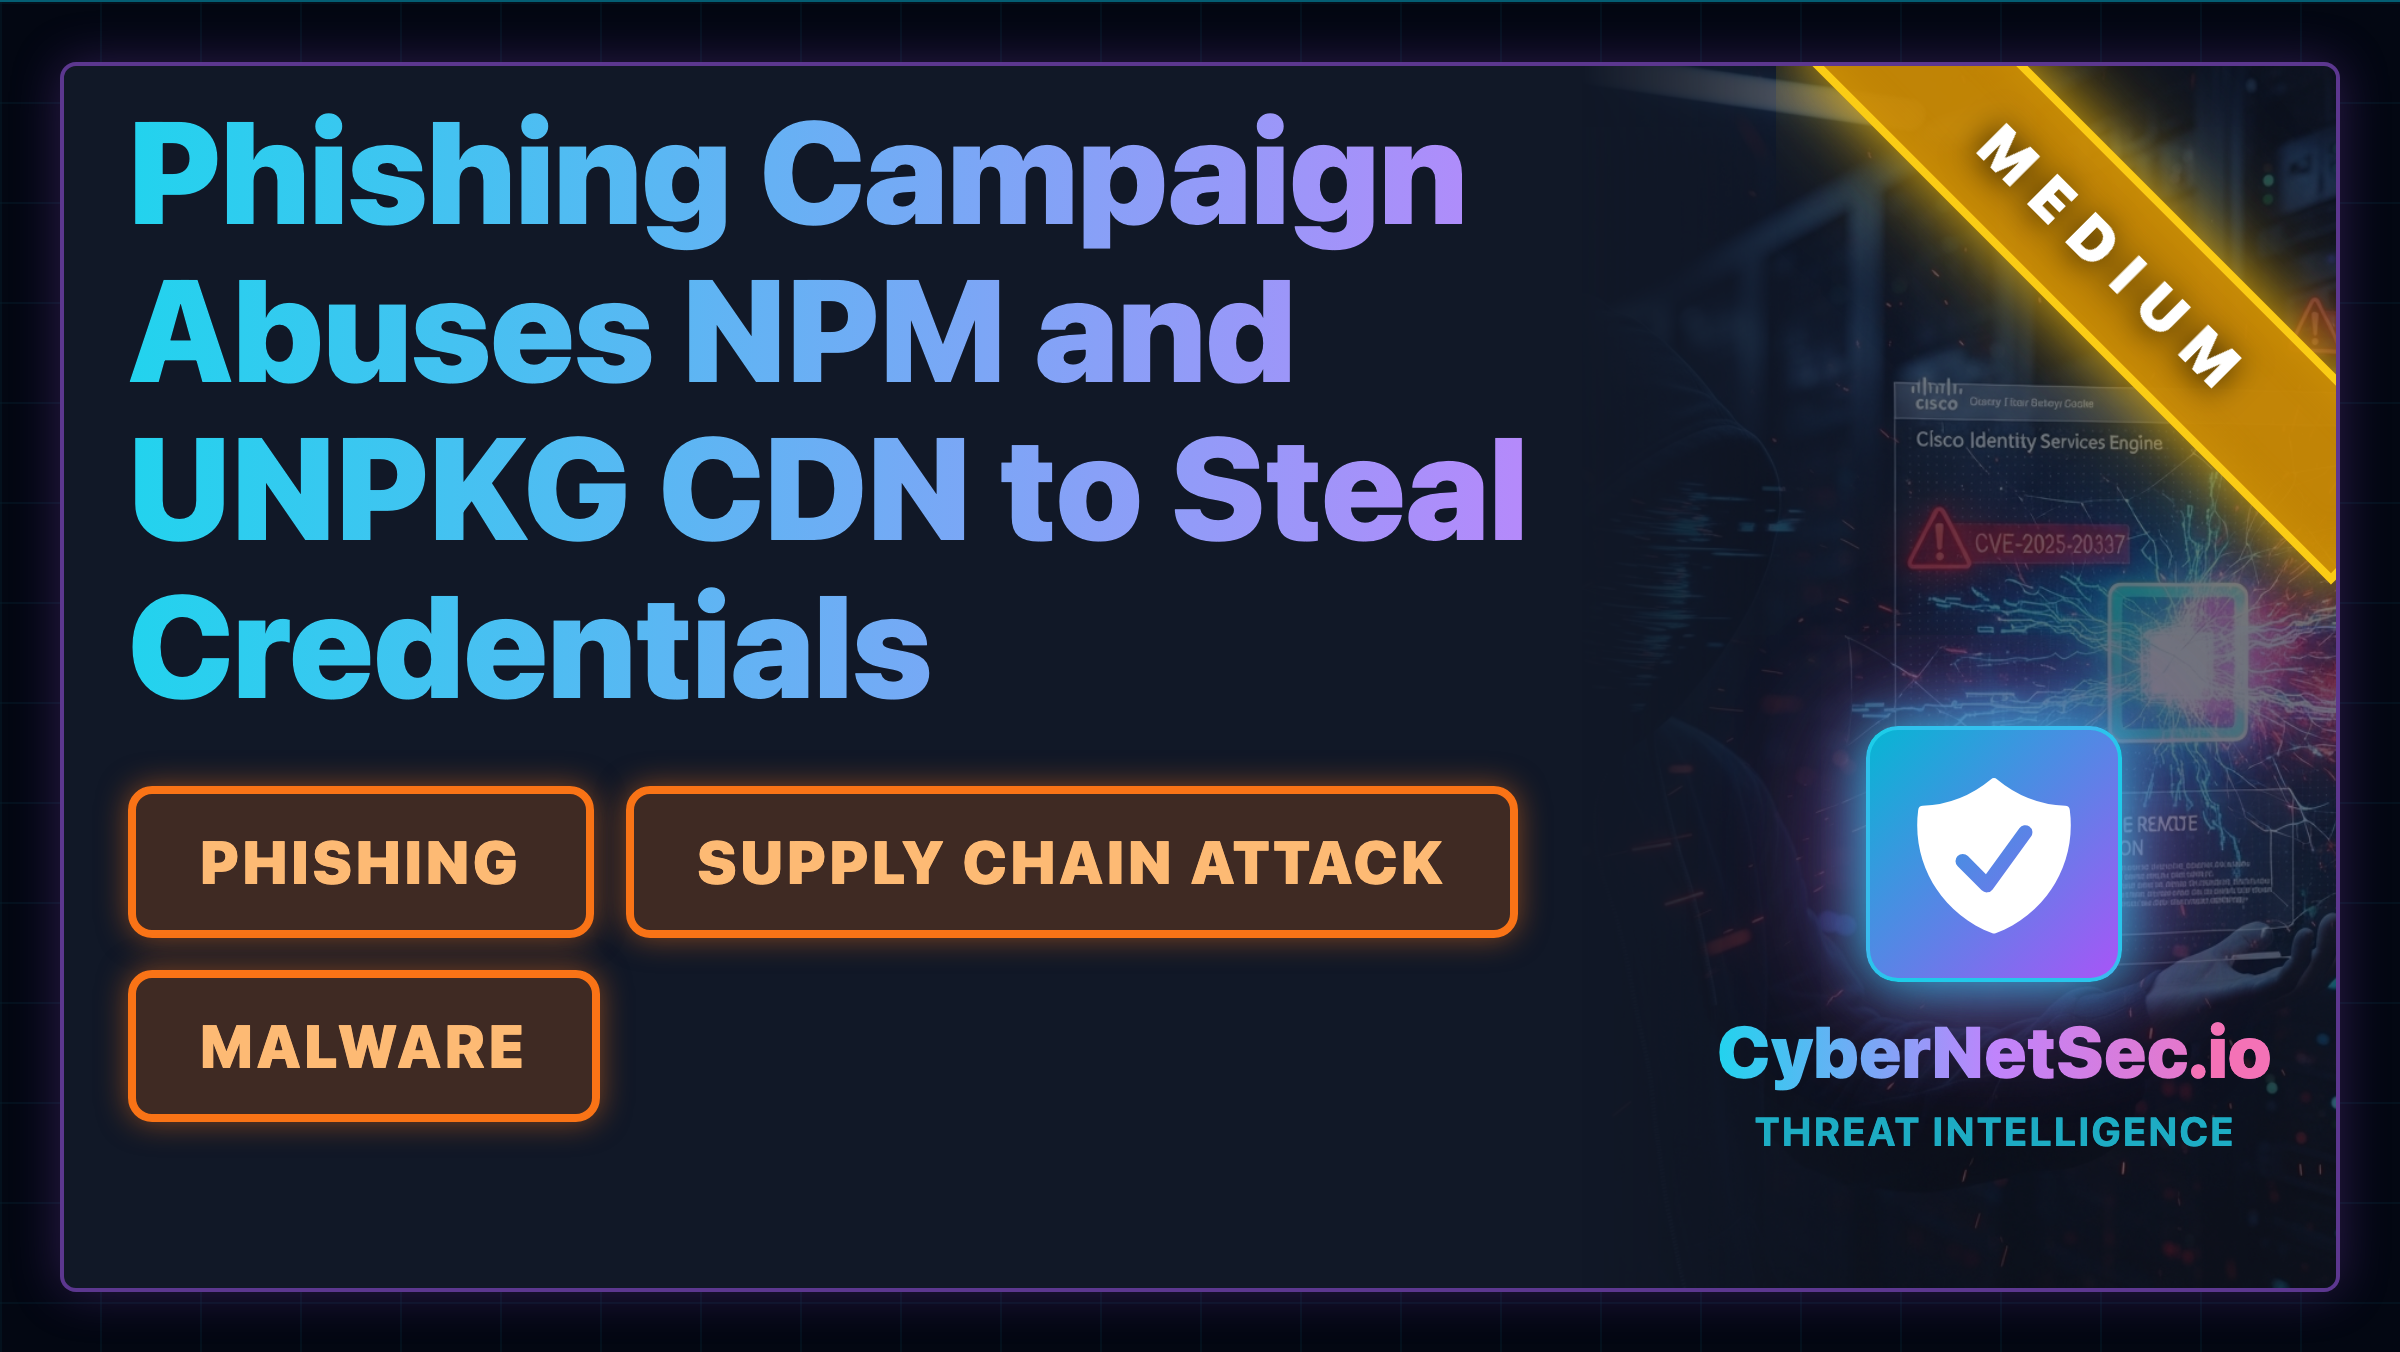 Phishing Campaign
Abuses NPM and
UNPKG CDN to Steal
Credentials
MEDIUM
CISCO
Cisco Identity Services Engine
CVE-2025-20337
PHISHING
SUPPLY CHAIN ATTACK
MALWARE
CyberNetSec.io
THREAT INTELLIGENCE